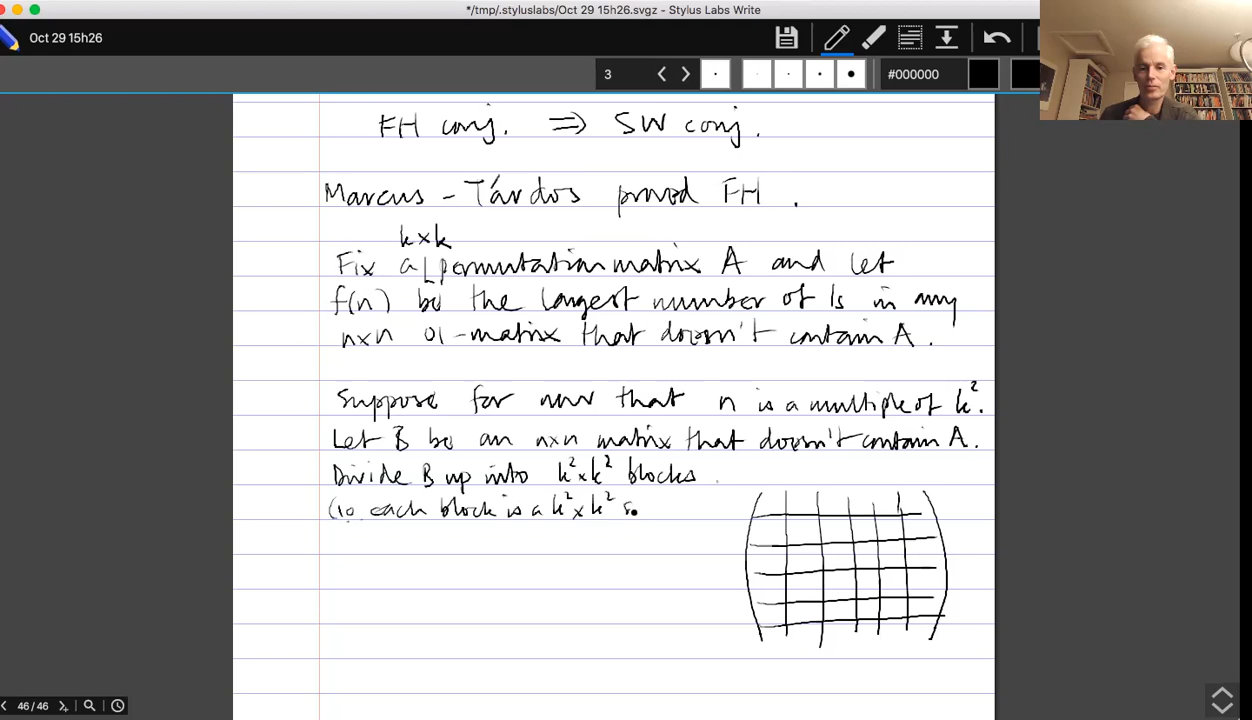 */tmp/.styluslabs/Oct 29 15h26.svgz - Stylus Labs Write
Oct 29 15h26
3
#000000
FH conj. ⇒ SW conj.
Marcus - Tárdos proved FH.
k×k
Fix a permutation matrix A and let
f(n) be the largest number of 1s in any
n×n 01-matrix that doesn't contain A.
Suppose for now that n is a multiple of k².
Let B be an n×n matrix that doesn't contain A.
Divide B up into k²×k² blocks.
(ie each block is a k²×k² s
46/46